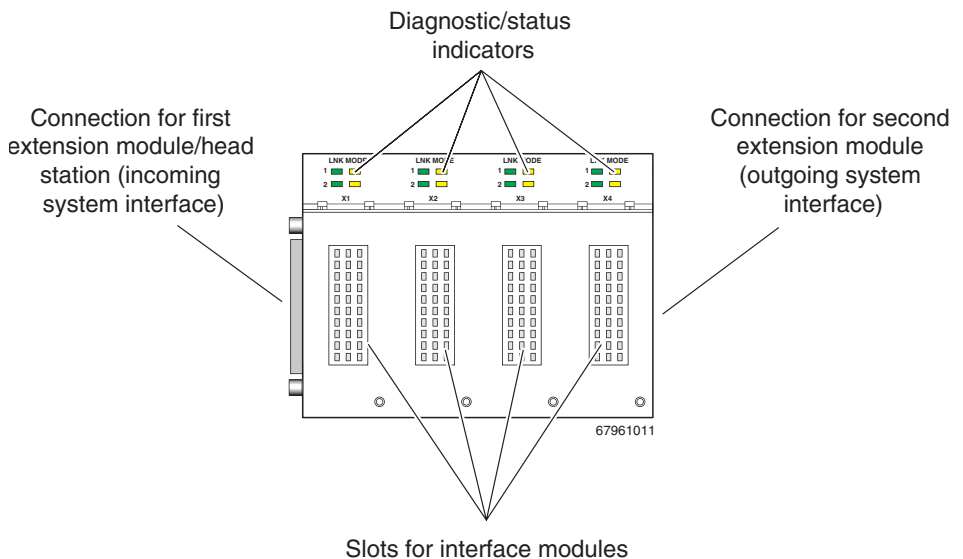 Diagnostic/status
indicators
Connection for first
extension module/head
station (incoming
system interface)
Connection for second
extension module
(outgoing system
interface)
LNK MODE LNK MODE LNK MODE LNK MODE
1 1 1 1
2 2 2 2
X1 X2 X3 X4
67961011
Slots for interface modules